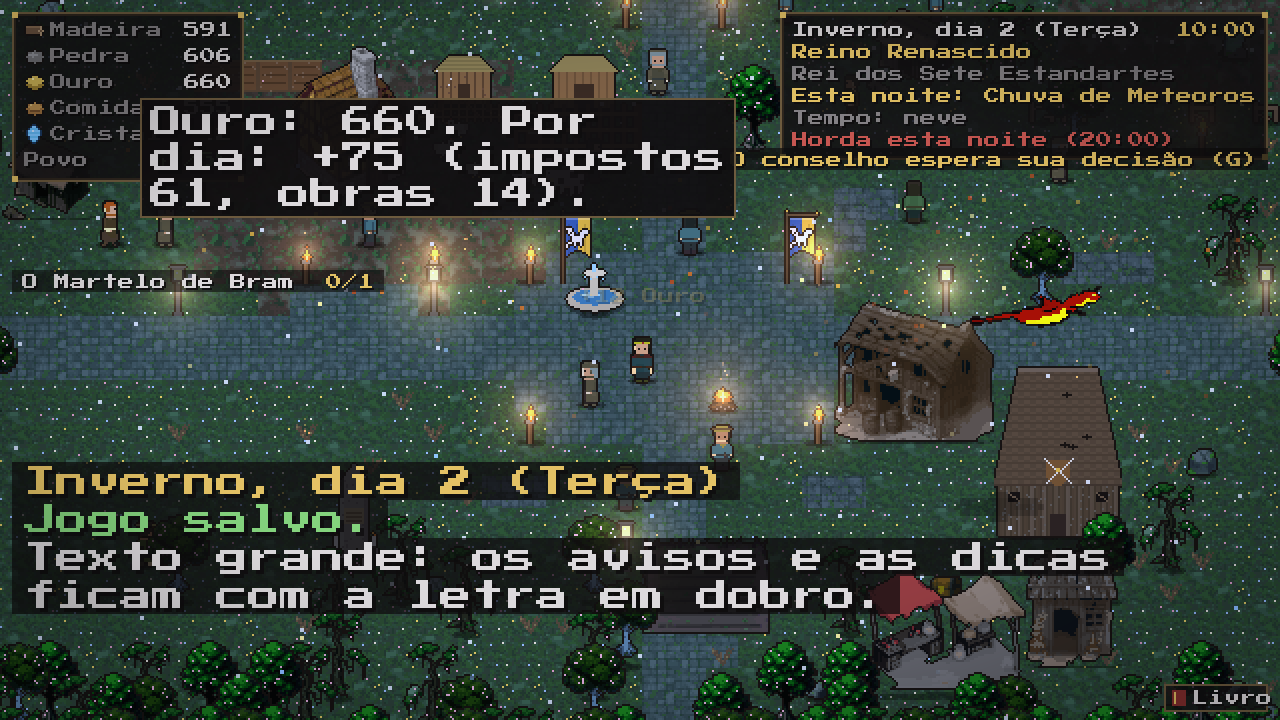 Madeira 591
Pedra 606
Ouro 660
Comida
Crista
Povo
Ouro: 660. Por
dia: +75 (impostos
61, obras 14).
Inverno, dia 2 (Terça) 10:00
Reino Renascido
Rei dos Sete Estandartes
Esta noite: Chuva de Meteoros
Tempo: neve
Horda esta noite (20:00)
O conselho espera sua decisão (G)
O Martelo de Bram 0/1
Ouro
Inverno, dia 2 (Terça)
Jogo salvo.
Texto grande: os avisos e as dicas
ficam com a letra em dobro.
Livro